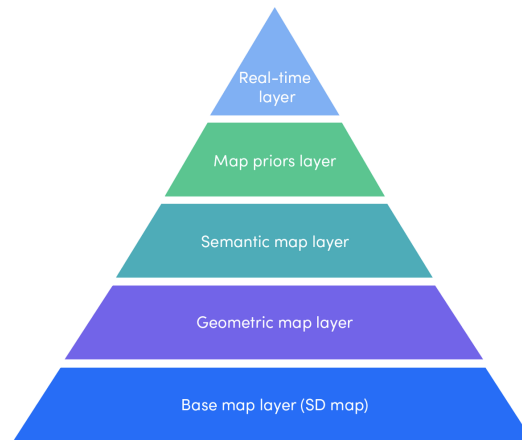 Real-time
layer
Map priors layer
Semantic map layer
Geometric map layer
Base map layer (SD map)